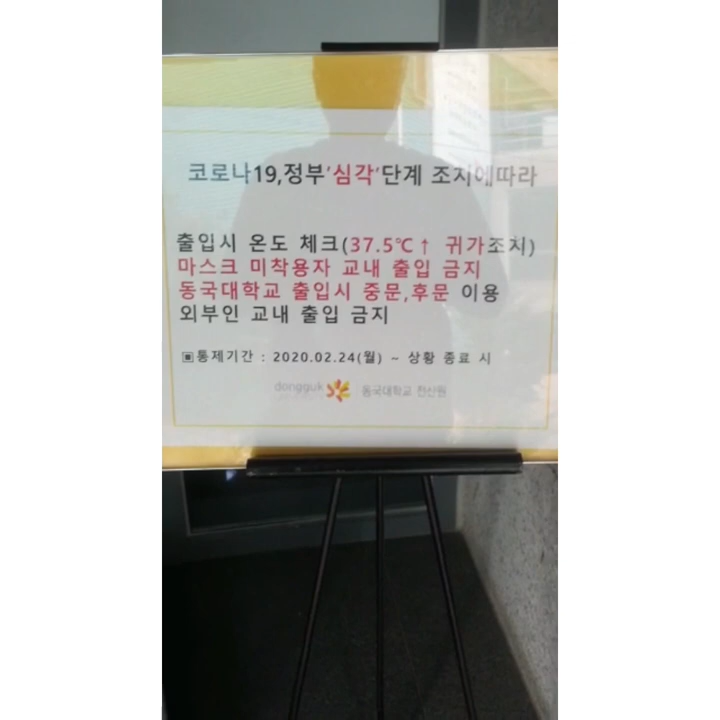 코로나19,정부'심각'단계 조치에따라
출입시 온도 체크(37.5℃↑ 귀가조치)
마스크 미착용자 교내 출입 금지
동국대학교 출입시 중문,후문 이용
외부인 교내 출입 금지
▣통제기간 : 2020.02.24(월) ~ 상황 종료 시
dongguk
동국대학교 전산원